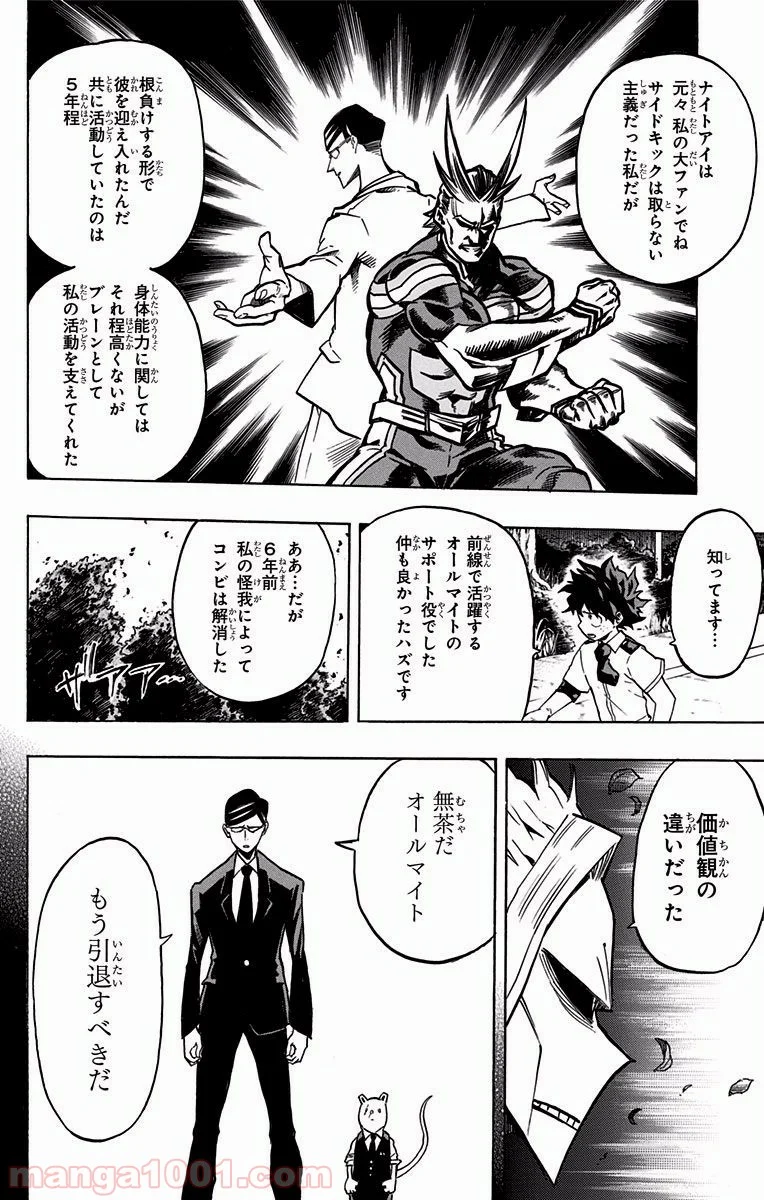 ナイトアイは
元々私の大ファンでね
サイドキックは取らない
主義だった私だが
根負けする形で
彼を迎え入れたんだ
共に活動していたのは
5年程
身体能力に関しては
それ程高くないが
ブレーンとして
私の活動を支えてくれた
知ってます…
前線で活躍する
オールマイトの
サポート役でした
仲も良かったハズです
ああ…だが
6年前
私の怪我によって
コンビは解消した
ザアアア
価値観の
違いだった
無茶だ
オールマイト
もう引退すべきだ
manga1001.com